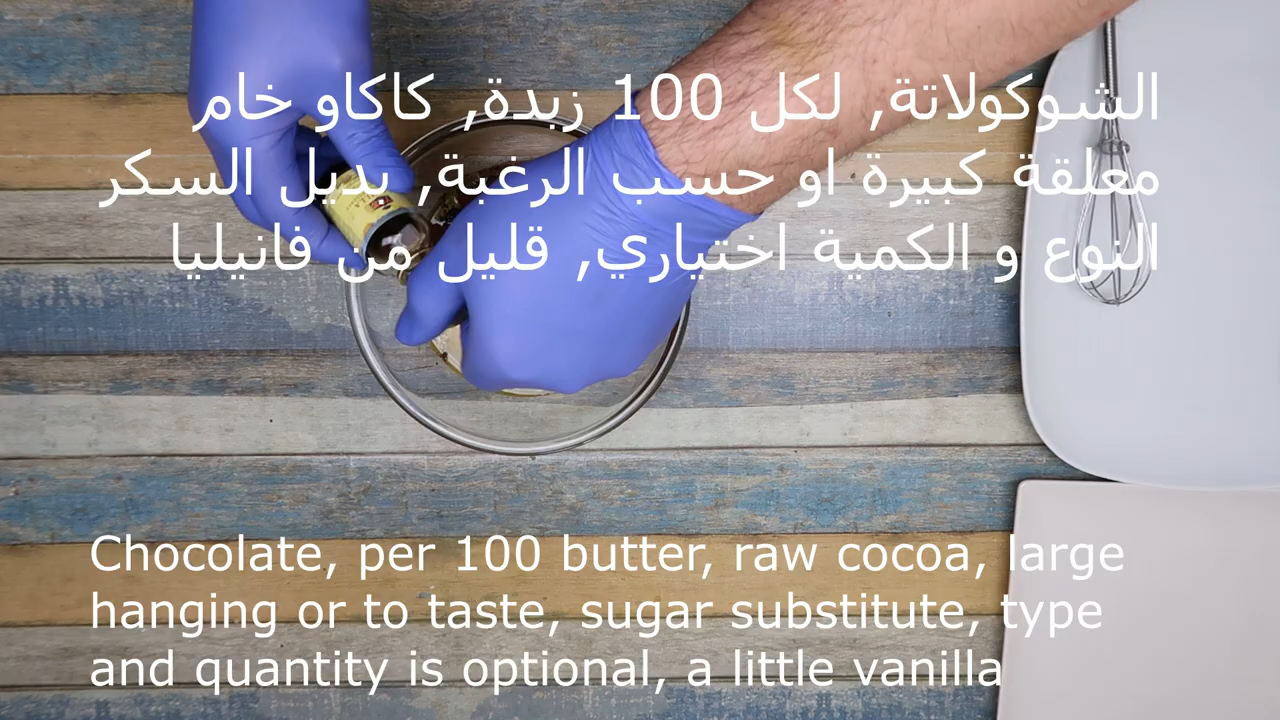 الشوكولاتة, لكل 100 زبدة, كاكاو خام
معلقة كبيرة او حسب الرغبة, بديل السكر
النوع و الكمية اختياري, قليل من فانيليا
Chocolate, per 100 butter, raw cocoa, large
hanging or to taste, sugar substitute, type
and quantity is optional, a little vanilla